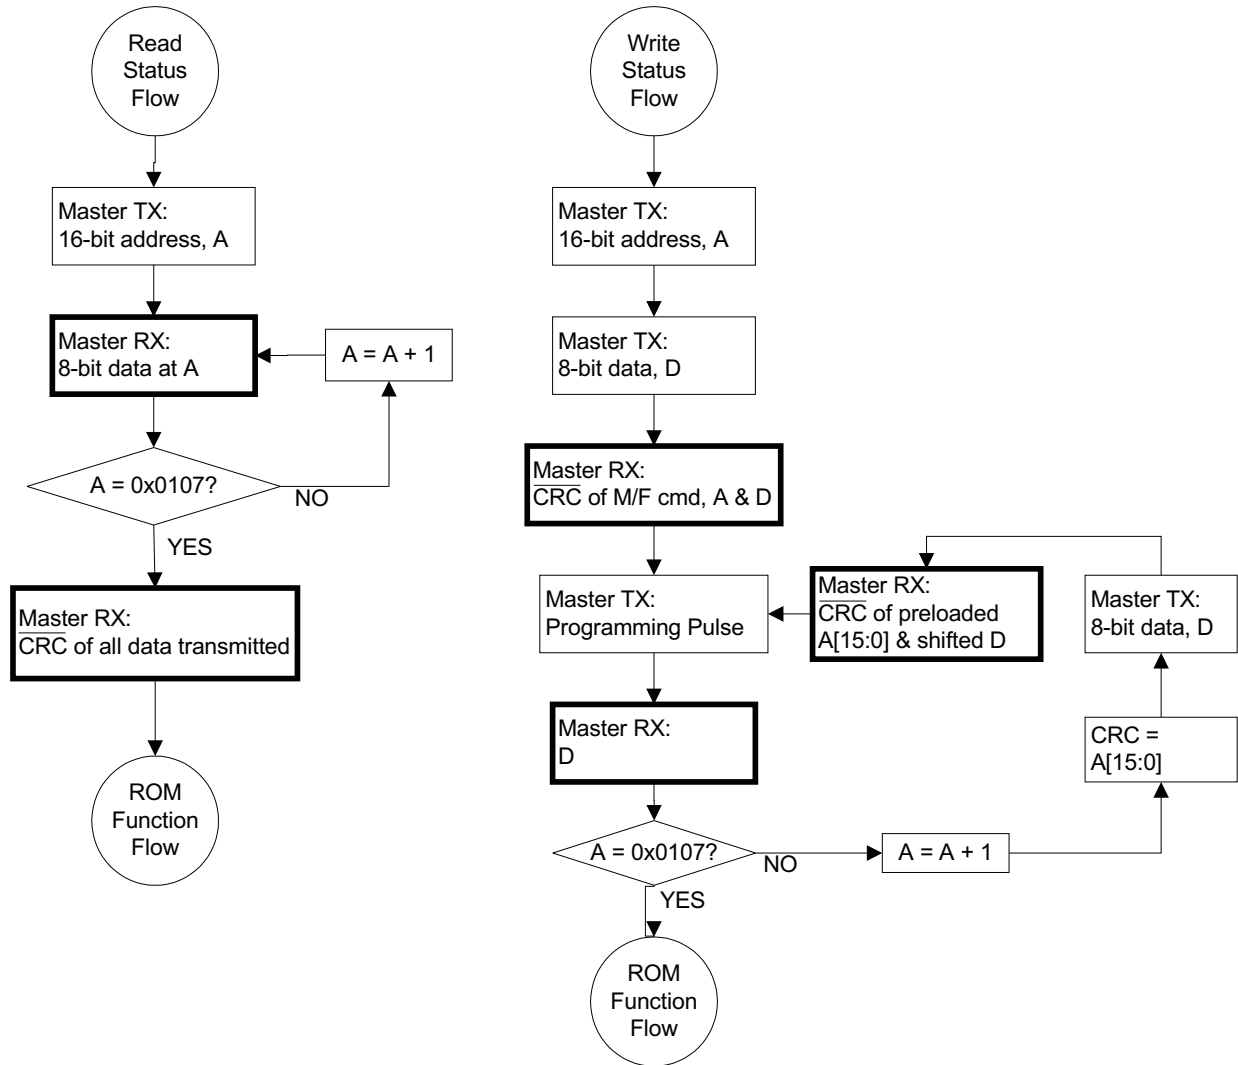 Read
Status
Flow
Master TX:
16-bit address, A
Master RX:
8-bit data at A
A = A + 1
A = 0x0107?
NO
YES
Master RX:
CRC of all data transmitted
ROM
Function
Flow
Write
Status
Flow
Master TX:
16-bit address, A
Master TX:
8-bit data, D
Master RX:
CRC of M/F cmd, A & D
Master TX:
Programming Pulse
Master RX:
D
A = 0x0107?
NO
YES
A = A + 1
CRC =
A[15:0]
Master TX:
8-bit data, D
Master RX:
CRC of preloaded
A[15:0] & shifted D
ROM
Function
Flow